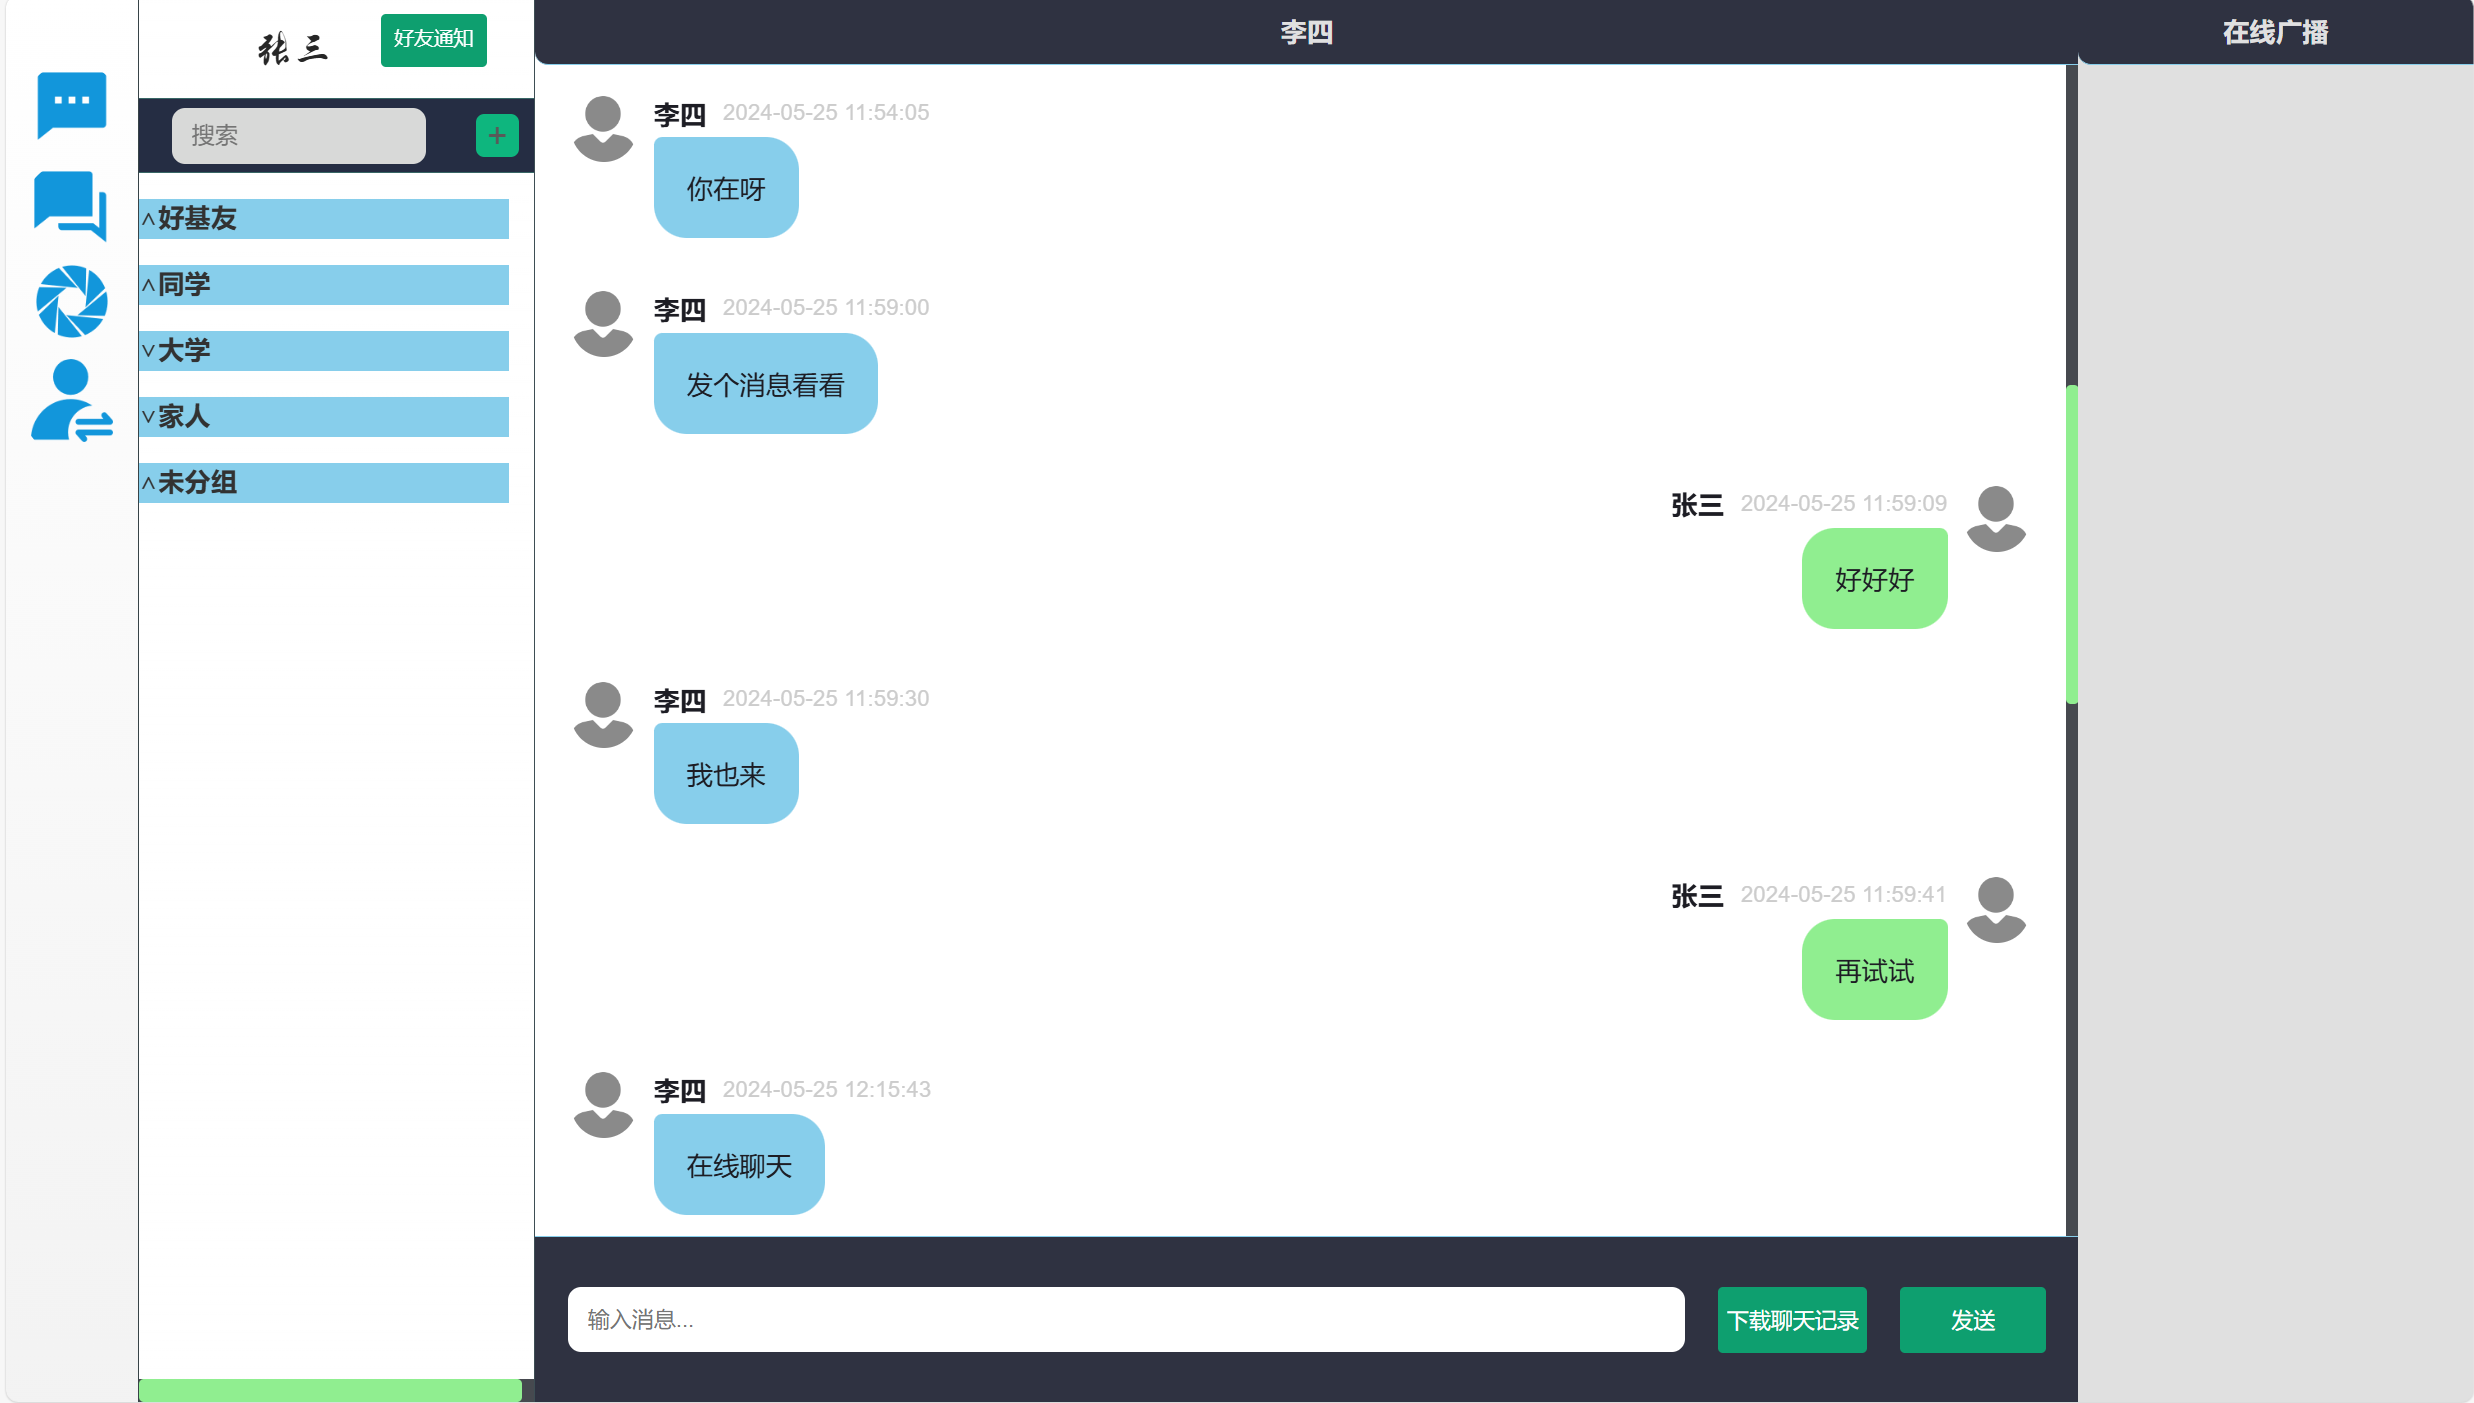 张三
好友通知
搜索
+
^好基友
^同学
v大学
v家人
^未分组
李四
李四 2024-05-25 11:54:05
你在呀
李四 2024-05-25 11:59:00
发个消息看看
张三 2024-05-25 11:59:09
好好好
李四 2024-05-25 11:59:30
我也来
张三 2024-05-25 11:59:41
再试试
李四 2024-05-25 12:15:43
在线聊天
输入消息...
下载聊天记录
发送
在线广播